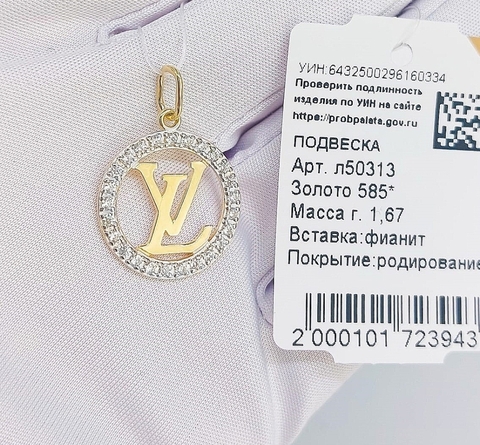 LV
УИН:6432500296160334
Проверить подлинность
изделия по УИН на сайте
https://probpalata.gov.ru
ПОДВЕСКА
Арт. л50313
Золото 585*
Масса г. 1,67
Вставка:фианит
Покрытие:родирование
2 000101 723943